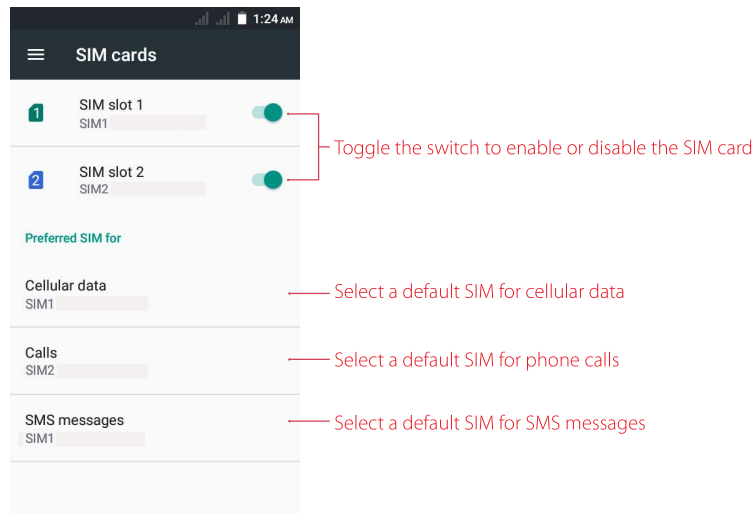 1:24 AM
SIM cards
1
SIM slot 1
SIM1
Toggle the switch to enable or disable the SIM card
2
SIM slot 2
SIM2
Preferred SIM for
Cellular data
SIM1
Select a default SIM for cellular data
Calls
SIM2
Select a default SIM for phone calls
SMS messages
SIM1
Select a default SIM for SMS messages